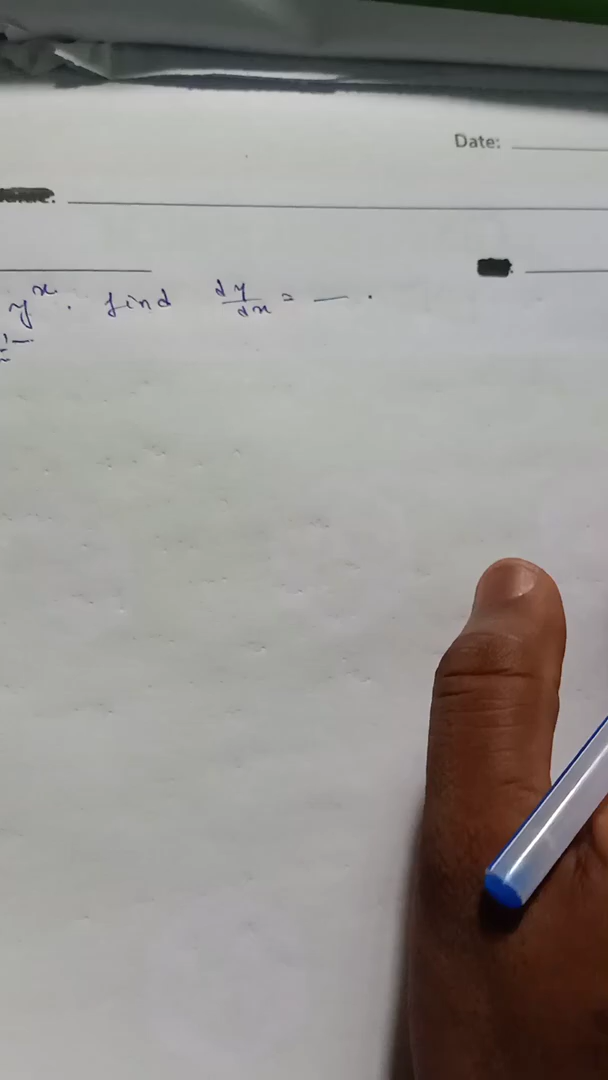 Date:
y^x. find dy/dx = — .